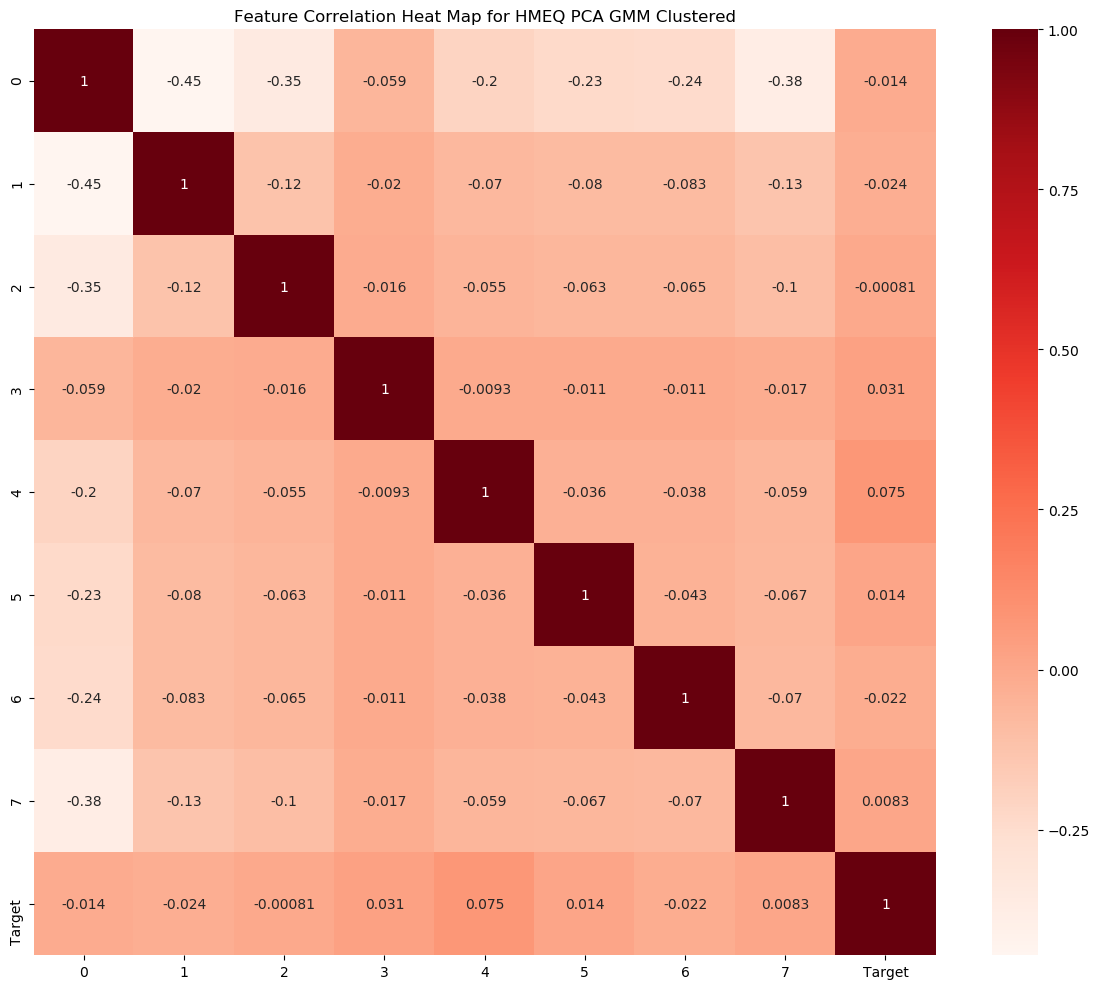 Feature Correlation Heat Map for HMEQ PCA GMM Clustered
0 1 -0.45 -0.35 -0.059 -0.2 -0.23 -0.24 -0.38 -0.014
1 -0.45 1 -0.12 -0.02 -0.07 -0.08 -0.083 -0.13 -0.024
2 -0.35 -0.12 1 -0.016 -0.055 -0.063 -0.065 -0.1 -0.00081
3 -0.059 -0.02 -0.016 1 -0.0093 -0.011 -0.011 -0.017 0.031
4 -0.2 -0.07 -0.055 -0.0093 1 -0.036 -0.038 -0.059 0.075
5 -0.23 -0.08 -0.063 -0.011 -0.036 1 -0.043 -0.067 0.014
6 -0.24 -0.083 -0.065 -0.011 -0.038 -0.043 1 -0.07 -0.022
7 -0.38 -0.13 -0.1 -0.017 -0.059 -0.067 -0.07 1 0.0083
Target -0.014 -0.024 -0.00081 0.031 0.075 0.014 -0.022 0.0083 1
0 1 2 3 4 5 6 7 Target
1.00
0.75
0.50
0.25
0.00
−0.25